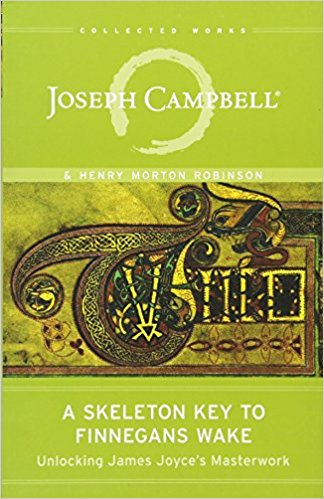 COLLECTED WORKS
JOSEPH CAMPBELL®
& HENRY MORTON ROBINSON
A SKELETON KEY TO
FINNEGANS WAKE
Unlocking James Joyce's Masterwork